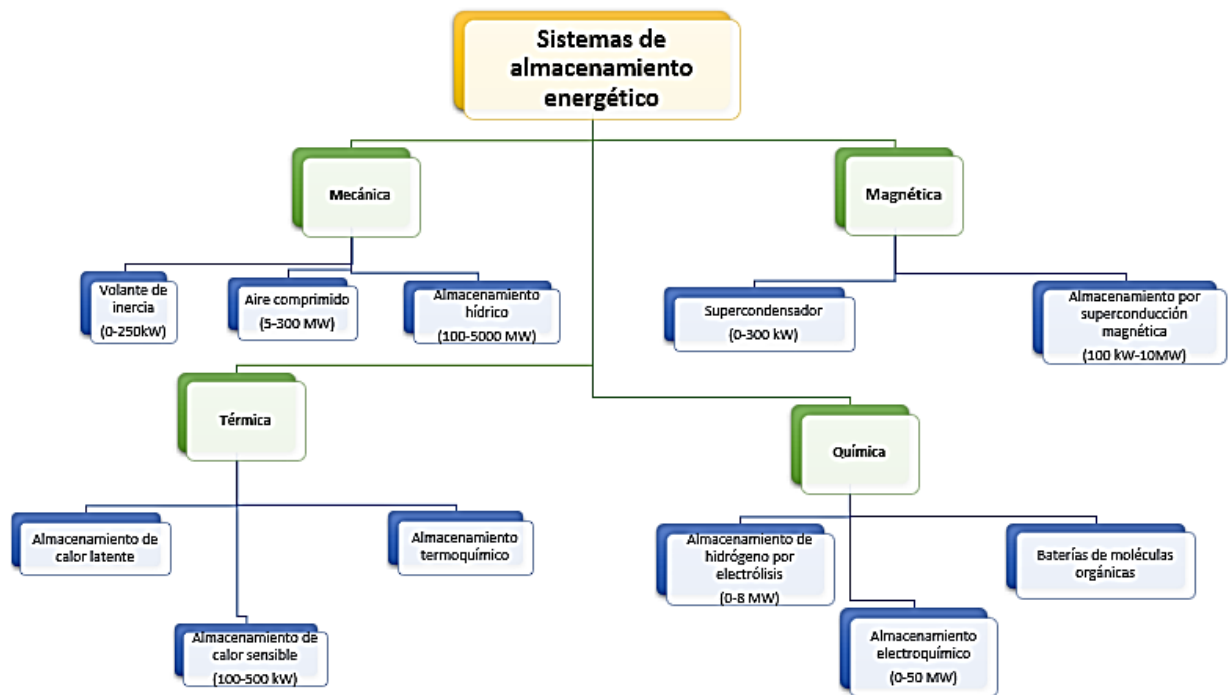 Sistemas de
almacenamiento
energético
Mecánica
Magnética
Volante de
inercia
(0-250kW)
Aire comprimido
(5-300 MW)
Almacenamiento
hídrico
(100-5000 MW)
Supercondensador
(0-300 kW)
Almacenamiento por
superconducción
magnética
(100 kW-10MW)
Térmica
Química
Almacenamiento de
calor latente
Almacenamiento
termoquímico
Almacenamiento de
calor sensible
(100-500 kW)
Almacenamiento de
hidrógeno por
electrólisis
(0-8 MW)
Baterías de moléculas
orgánicas
Almacenamiento
electroquímico
(0-50 MW)